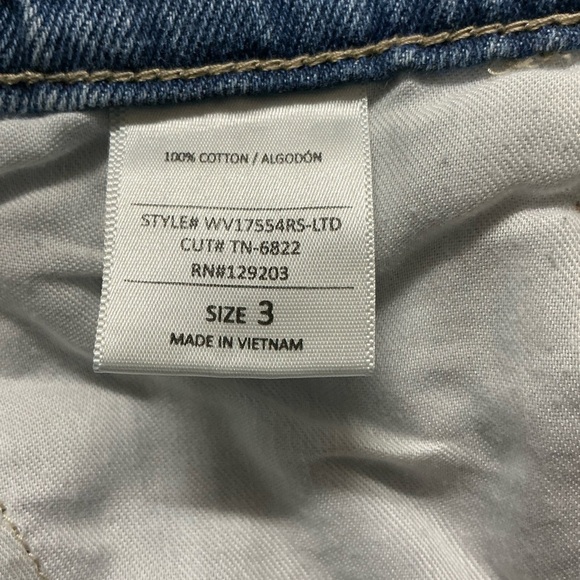 100% COTTON / ALGODÓN
STYLE# WV17554RS-LTD
CUT# TN-6822
RN#129203
SIZE 3
MADE IN VIETNAM